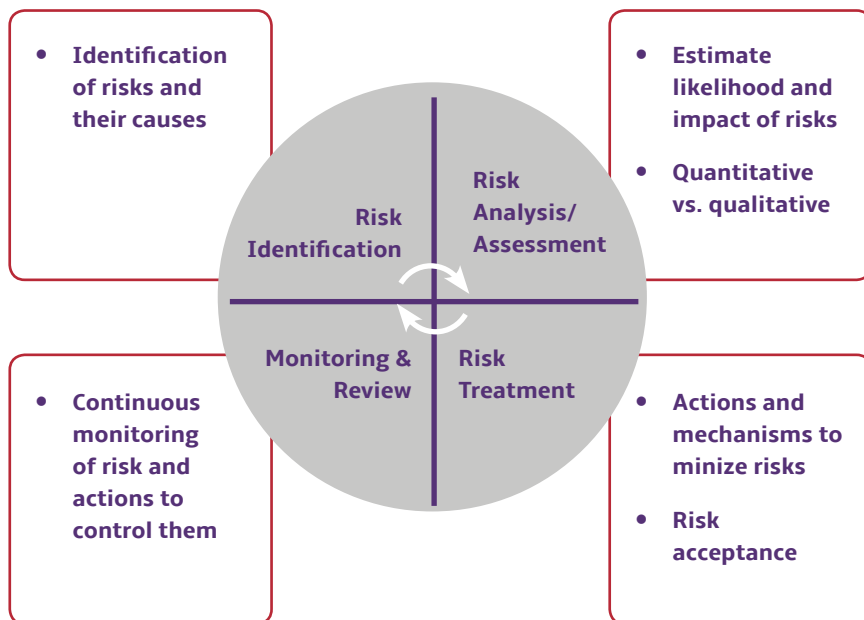 • Identification
of risks and
their causes
• Estimate
likelihood and
impact of risks
• Quantitative
vs. qualitative
Risk
Identification
Risk
Analysis/
Assessment
Monitoring &
Review
Risk
Treatment
• Continuous
monitoring
of risk and
actions to
control them
• Actions and
mechanisms to
minize risks
• Risk
acceptance